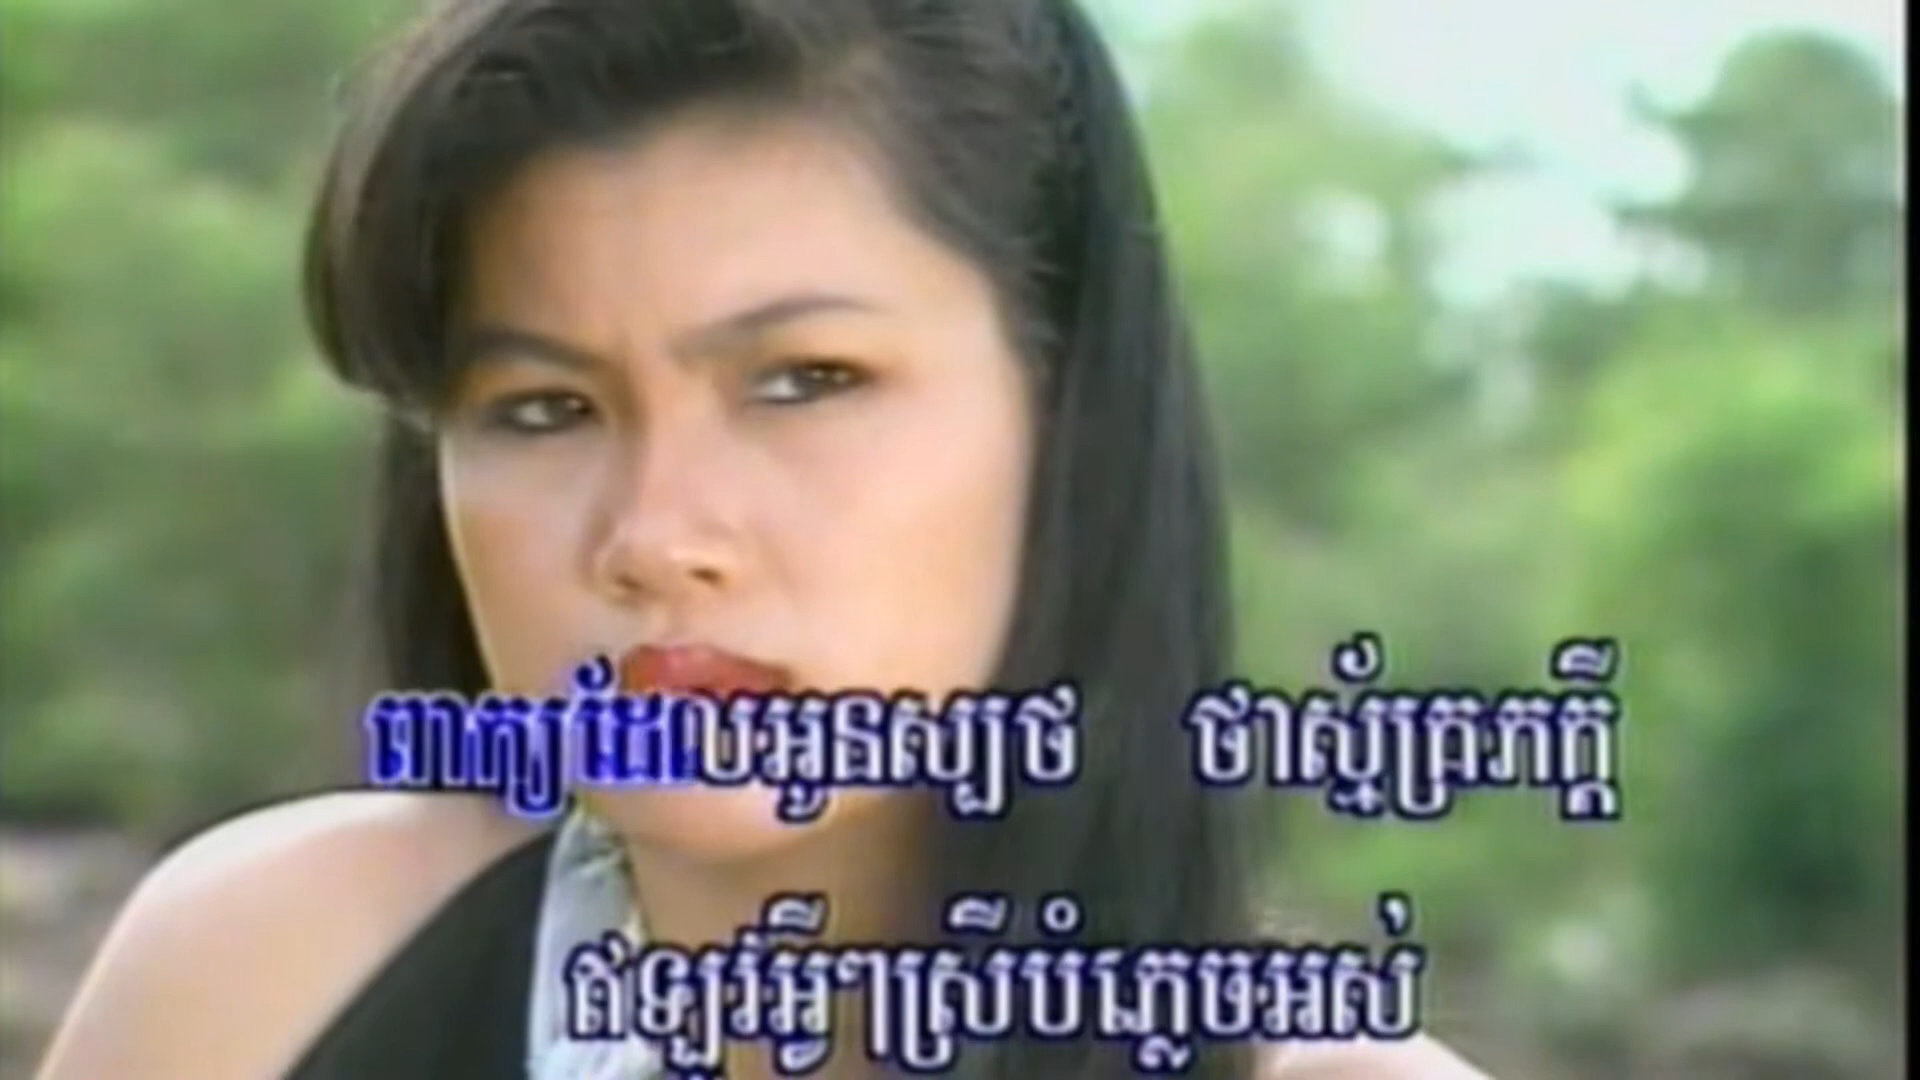 ពាក្យដែលអូនស្បថ ថាស្ម័គ្រភក្ដី
ឥឡូវអ្វីៗស្រីបំភ្លេចអស់